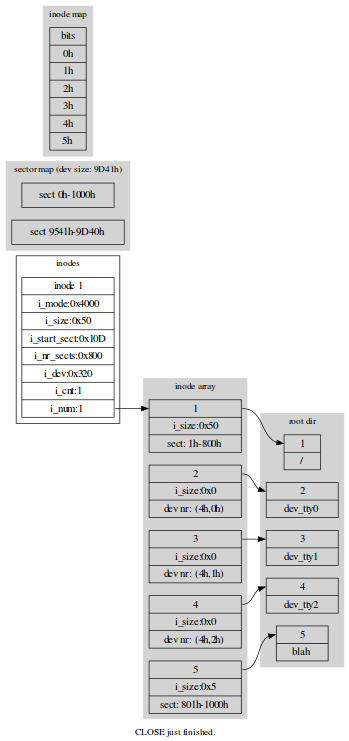 inode map
bits
0h
1h
2h
3h
4h
5h
sector map (dev size: 9D41h)
sect 0h-1000h
sect 9541h-9D40h
inodes
inode 1
i_mode:0x4000
i_size:0x50
i_start_sect:0x10D
i_nr_sects:0x800
i_dev:0x320
i_cnt:1
i_num:1
inode array
1
i_size:0x50
sect: 1h-800h
2
i_size:0x0
dev nr: (4h,0h)
3
i_size:0x0
dev nr: (4h,1h)
4
i_size:0x0
dev nr: (4h,2h)
5
i_size:0x5
sect: 801h-1000h
root dir
1
/
2
dev_tty0
3
dev_tty1
4
dev_tty2
5
blah
CLOSE just finished.